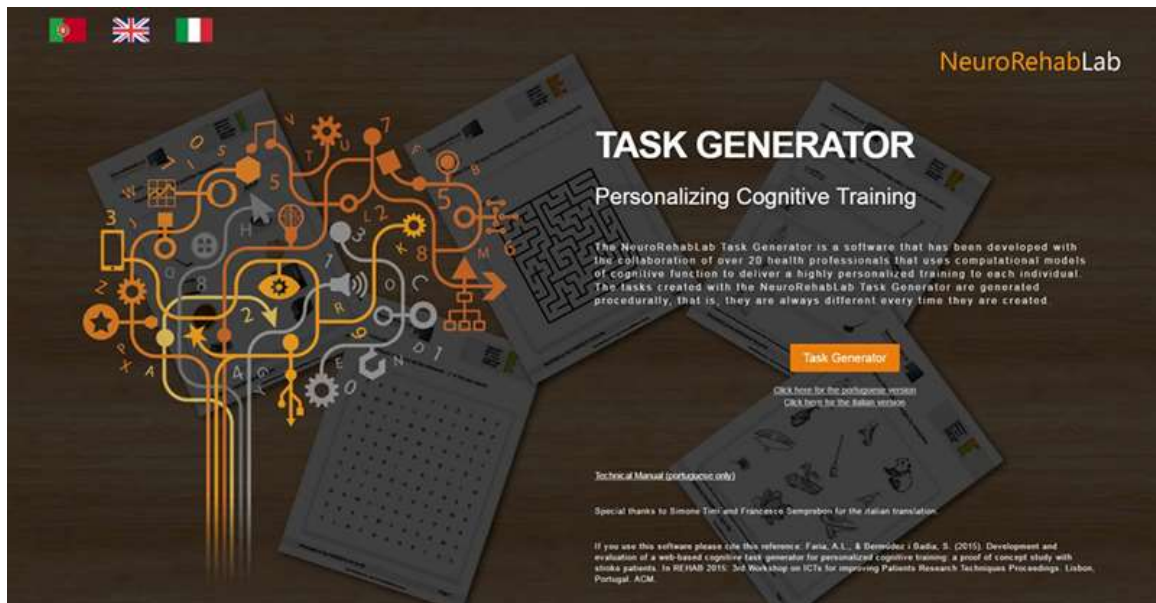 NeuroRehabLab
TASK GENERATOR
Personalizing Cognitive Training
The NeuroRehabLab Task Generator is a software that has been developed with
the collaboration of over 20 health professionals that uses computational models
of cognitive function to deliver a highly personalized training to each individual.
The tasks created with the NeuroRehabLab Task Generator are generated
procedurally, that is, they are always different every time they are created.
Task Generator
Click here for the portuguese version
Click here for the italian version
Technical Manual (portuguese only)
Special thanks to Simone Timi and Francesco Semprebon for the italian translation.
If you use this software please cite this reference: Faria, A.L., & Bermúdez i Badia, S. (2015). Development and
evaluation of a web-based cognitive task generator for personalized cognitive training: a proof of concept study with
stroke patients. In REHAB 2015: 3rd Workshop on ICTs for improving Patients Research Techniques Proceedings. Lisbon,
Portugal. ACM.